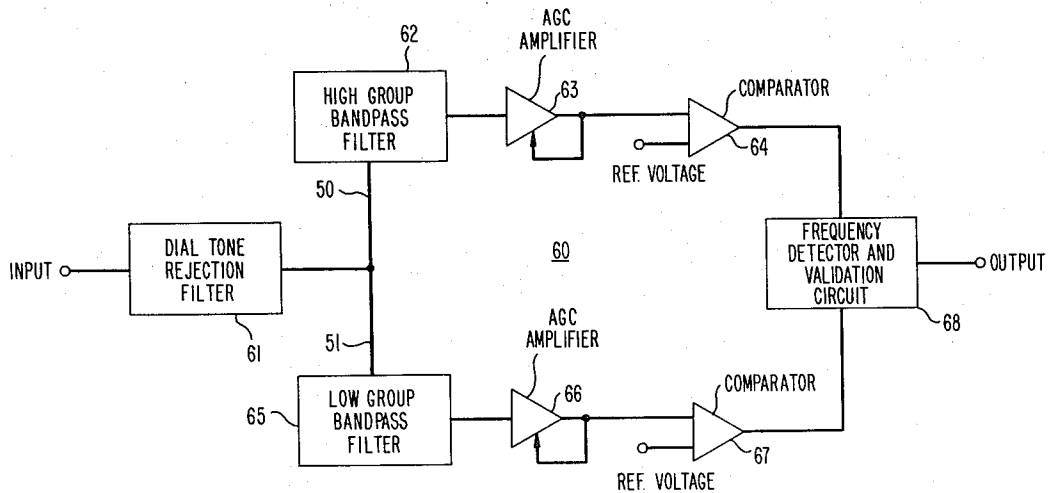 62
AGC
AMPLIFIER
HIGH GROUP
BANDPASS
FILTER
63
COMPARATOR
64
REF. VOLTAGE
50
DIAL TONE
REJECTION
FILTER
INPUT
60
FREQUENCY
DETECTOR AND
VALIDATION
CIRCUIT
OUTPUT
61
51
AGC
AMPLIFIER
68
65
LOW GROUP
BANDPASS
FILTER
66
COMPARATOR
67
REF. VOLTAGE